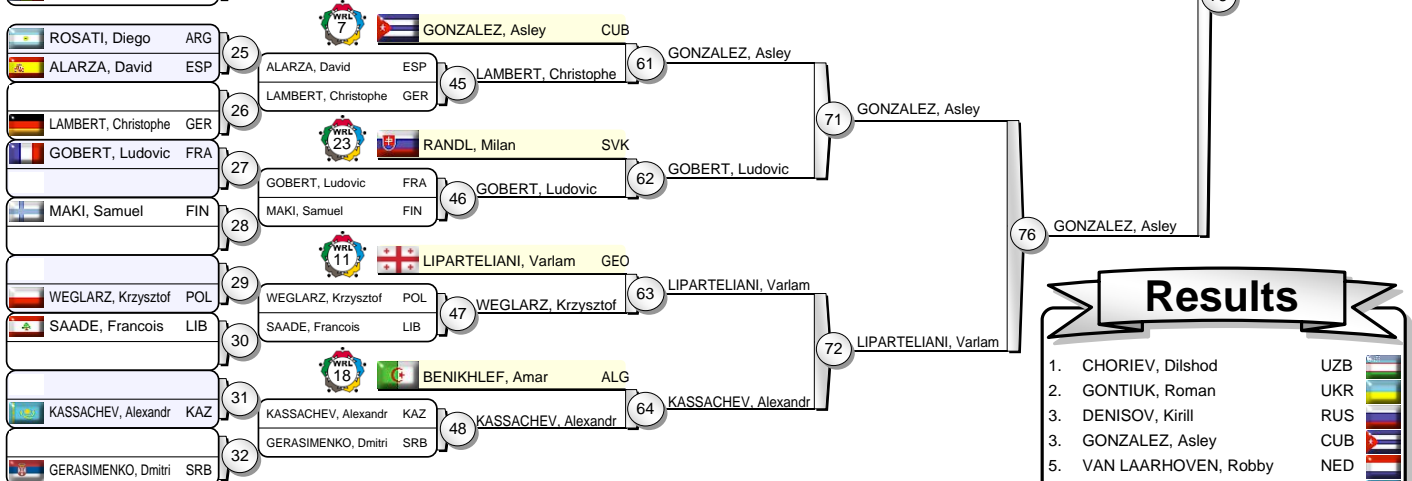 ROSATI, Diego ARG
ALARZA, David ESP
25
LAMBERT, Christophe GER
26
GOBERT, Ludovic FRA
27
MAKI, Samuel FIN
28
WEGLARZ, Krzysztof POL
29
SAADE, Francois LIB
30
KASSACHEV, Alexandr KAZ
31
GERASIMENKO, Dmitri SRB
32
WRL
7
GONZALEZ, Asley CUB
ALARZA, David ESP
LAMBERT, Christophe GER
45
LAMBERT, Christophe
61
WRL
23
RANDL, Milan SVK
GOBERT, Ludovic FRA
MAKI, Samuel FIN
46
GOBERT, Ludovic
62
WRL
11
LIPARTELIANI, Varlam GEO
WEGLARZ, Krzysztof POL
SAADE, Francois LIB
47
WEGLARZ, Krzysztof
63
WRL
18
BENIKHLEF, Amar ALG
KASSACHEV, Alexandr KAZ
GERASIMENKO, Dmitri SRB
48
KASSACHEV, Alexandr
64
GONZALEZ, Asley
GOBERT, Ludovic
71
LIPARTELIANI, Varlam
KASSACHEV, Alexandr
72
GONZALEZ, Asley
LIPARTELIANI, Varlam
76
GONZALEZ, Asley
Results
1. CHORIEV, Dilshod UZB
2. GONTIUK, Roman UKR
3. DENISOV, Kirill RUS
3. GONZALEZ, Asley CUB
5. VAN LAARHOVEN, Robby NED